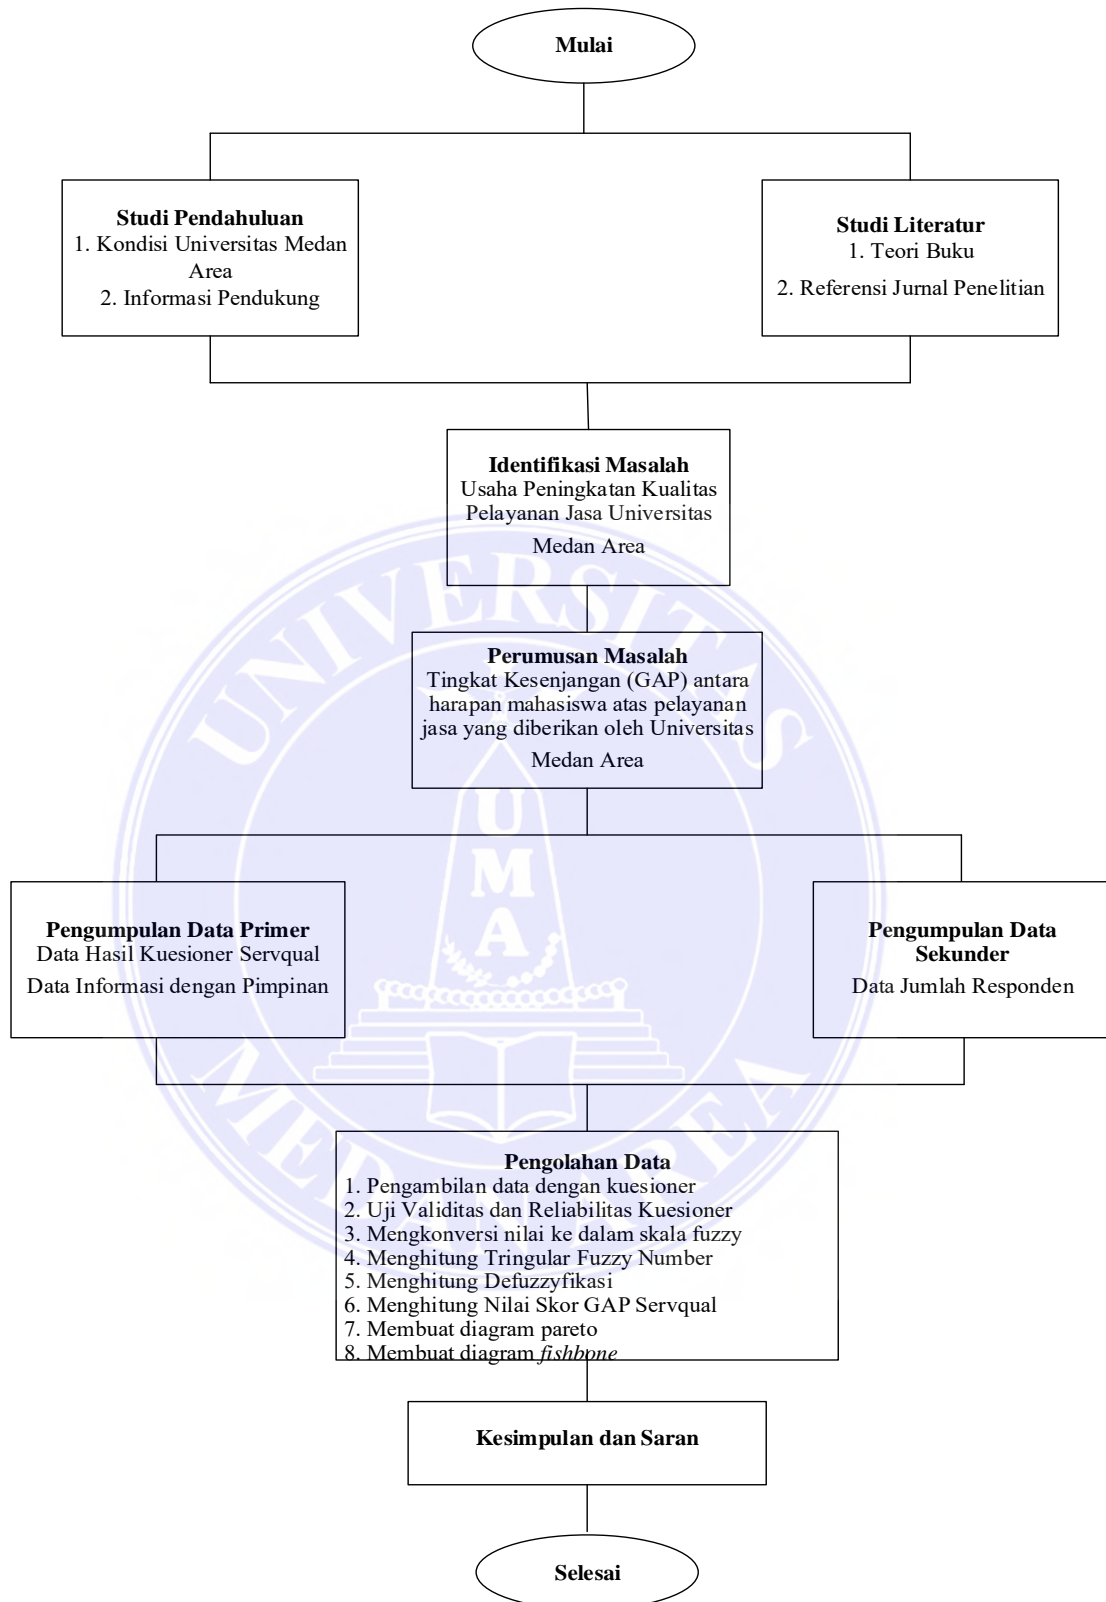 Mulai
Studi Pendahuluan
1. Kondisi Universitas Medan
Area
2. Informasi Pendukung
Studi Literatur
1. Teori Buku
2. Referensi Jurnal Penelitian
Identifikasi Masalah
Usaha Peningkatan Kualitas
Pelayanan Jasa Universitas
Medan Area
Perumusan Masalah
Tingkat Kesenjangan (GAP) antara
harapan mahasiswa atas pelayanan
jasa yang diberikan oleh Universitas
Medan Area
Pengumpulan Data Primer
Data Hasil Kuesioner Servqual
Data Informasi dengan Pimpinan
Pengumpulan Data
Sekunder
Data Jumlah Responden
Pengolahan Data
1. Pengambilan data dengan kuesioner
2. Uji Validitas dan Reliabilitas Kuesioner
3. Mengkonversi nilai ke dalam skala fuzzy
4. Menghitung Tringular Fuzzy Number
5. Menghitung Defuzzyfikasi
6. Menghitung Nilai Skor GAP Servqual
7. Membuat diagram pareto
8. Membuat diagram fishbone
Kesimpulan dan Saran
Selesai
UNIVERSITAS
MEDAN AREA
U
M
A